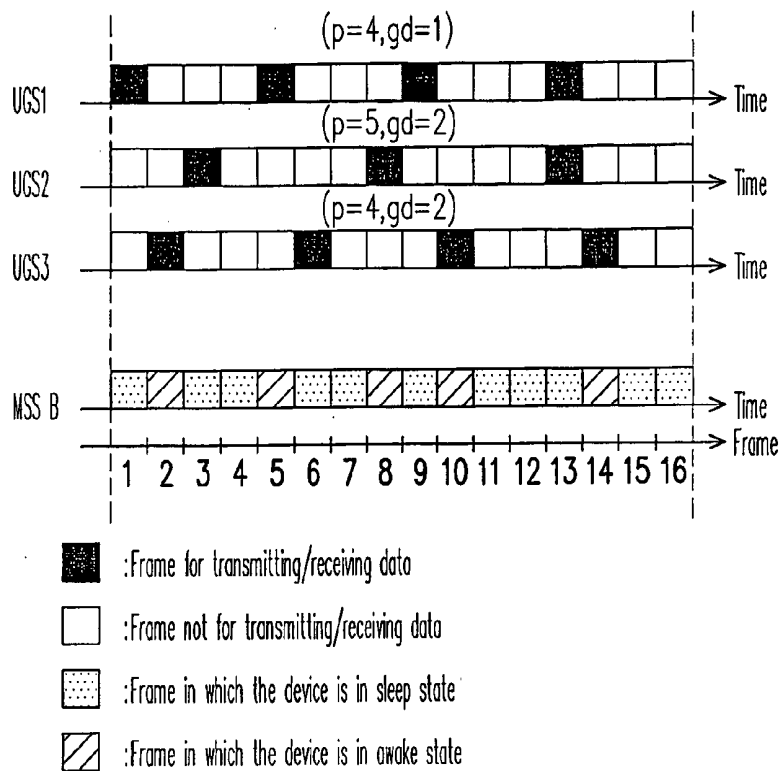 (p=4,gd=1)
UGS1 Time
(p=5,gd=2)
UGS2 Time
(p=4,gd=2)
UGS3 Time
MSS B Time
Frame
1 2 3 4 5 6 7 8 9 10 11 12 13 14 15 16
:Frame for transmitting/receiving data
:Frame not for transmitting/receiving data
:Frame in which the device is in sleep state
:Frame in which the device is in awake state